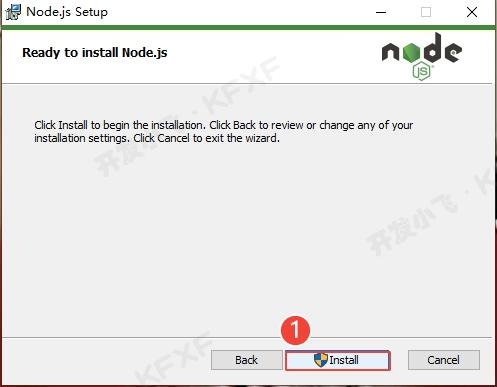 Node.js Setup
Ready to install Node.js
node
JS
Click Install to begin the installation. Click Back to review or change any of your
installation settings. Click Cancel to exit the wizard.
开发小飞 · KFXF
开发小飞 · KFXF
KFXF
1
Back
Install
Cancel